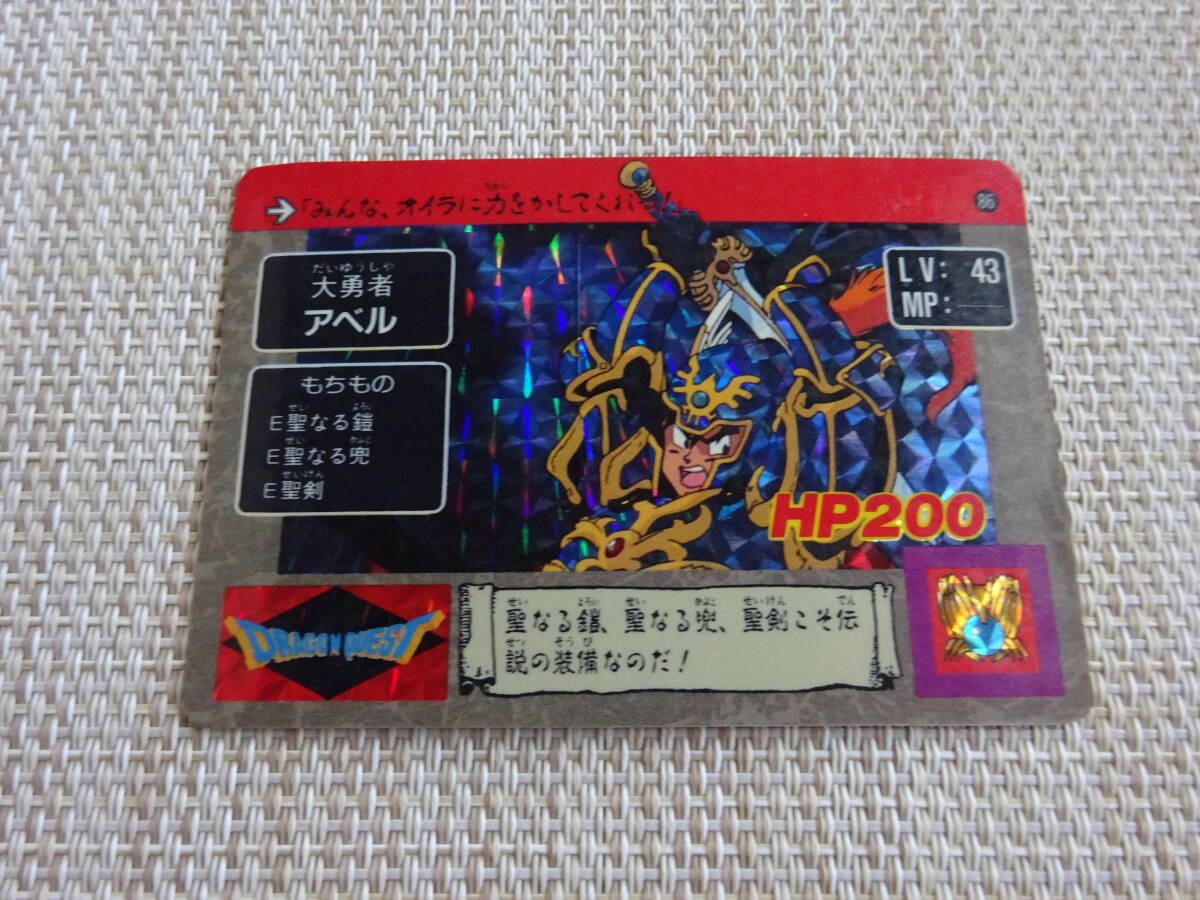 「みんな、オイラに力をかしてくれっ!」
86
大勇者
アベル
LV: 43
MP:
もちもの
E聖なる鎧
E聖なる兜
E聖剣
HP200
DRAGON QUEST
聖なる鎧、聖なる兜、聖剣こそ伝
説の装備なのだ!